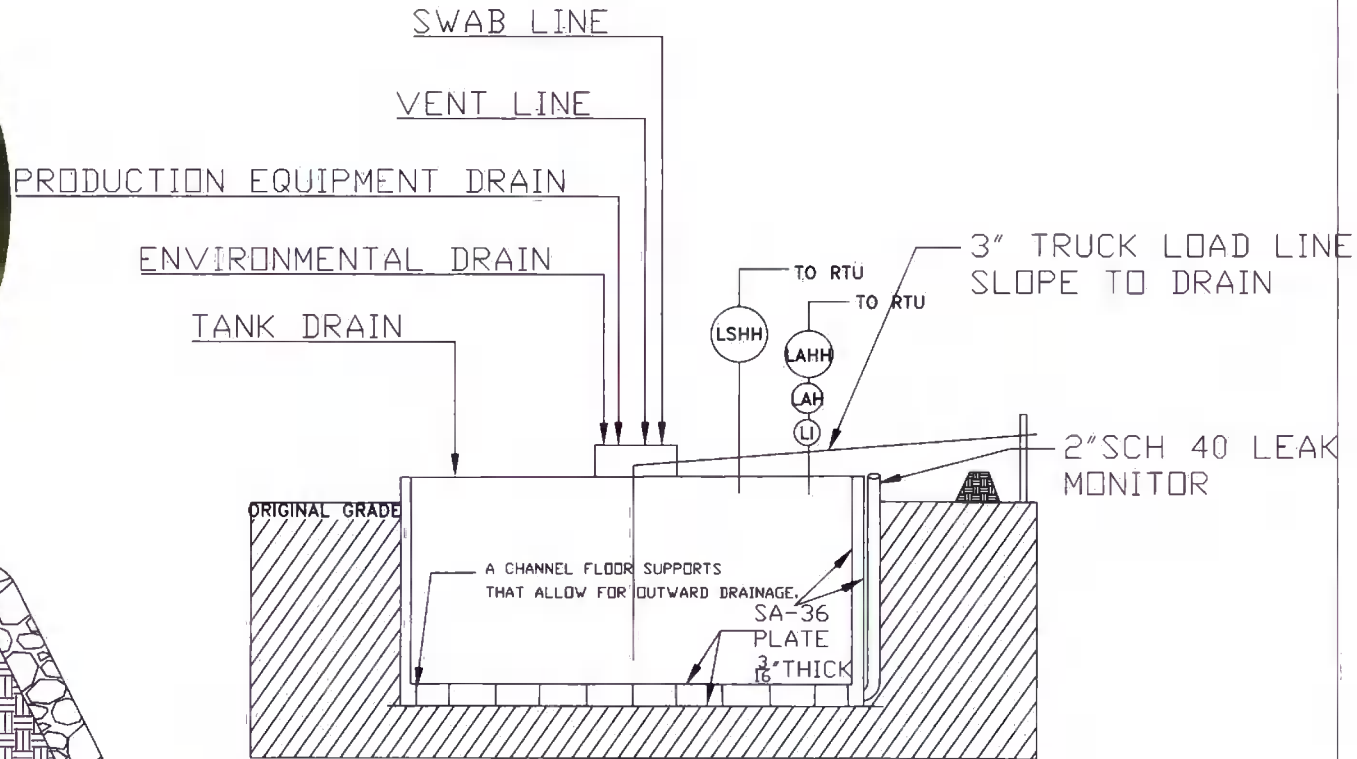 SWAB LINE
VENT LINE
PRODUCTION EQUIPMENT DRAIN
ENVIRONMENTAL DRAIN
TANK DRAIN
TO RTU
TO RTU
LSHH
LAHH
LAH
LI
3" TRUCK LOAD LINE
SLOPE TO DRAIN
2"SCH 40 LEAK
MONITOR
ORIGINAL GRADE
A CHANNEL FLOOR SUPPORTS
THAT ALLOW FOR OUTWARD DRAINAGE.
SA-36
PLATE
3/16"THICK